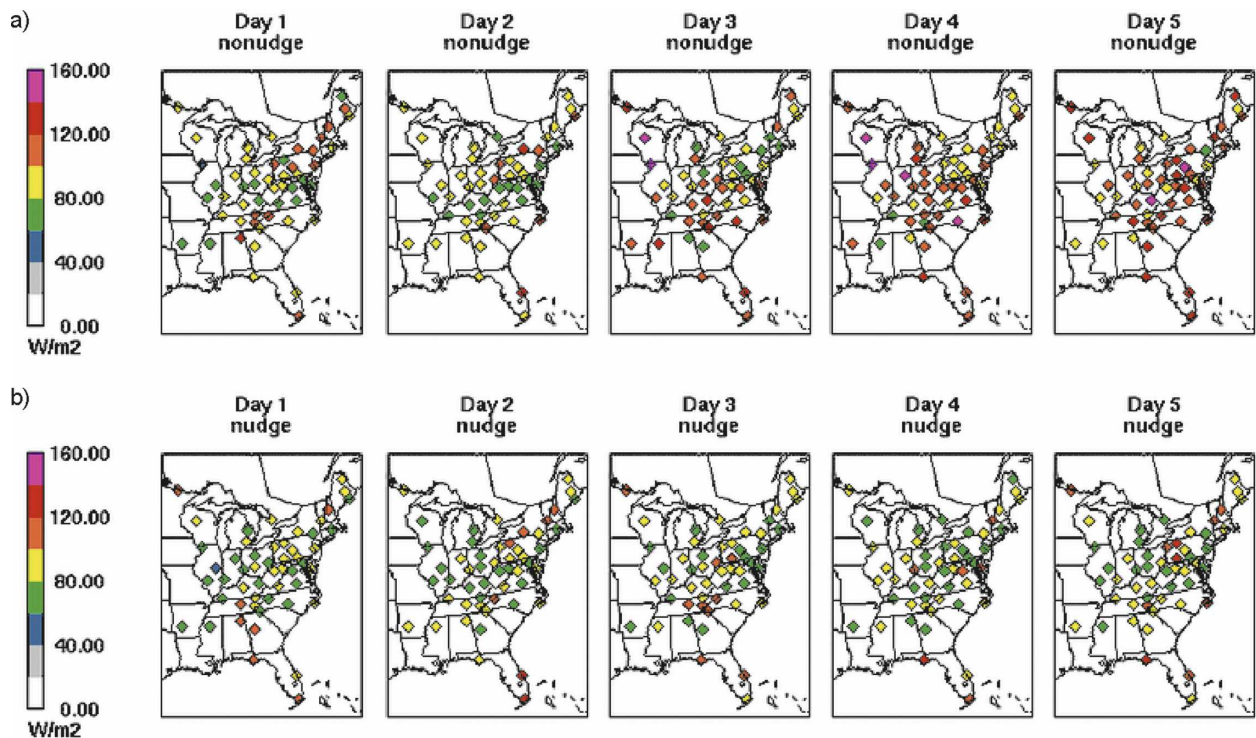 a)
Day 1
nonudge
Day 2
nonudge
Day 3
nonudge
Day 4
nonudge
Day 5
nonudge
160.00
120.00
80.00
40.00
0.00
W/m2
b)
Day 1
nudge
Day 2
nudge
Day 3
nudge
Day 4
nudge
Day 5
nudge
160.00
120.00
80.00
40.00
0.00
W/m2